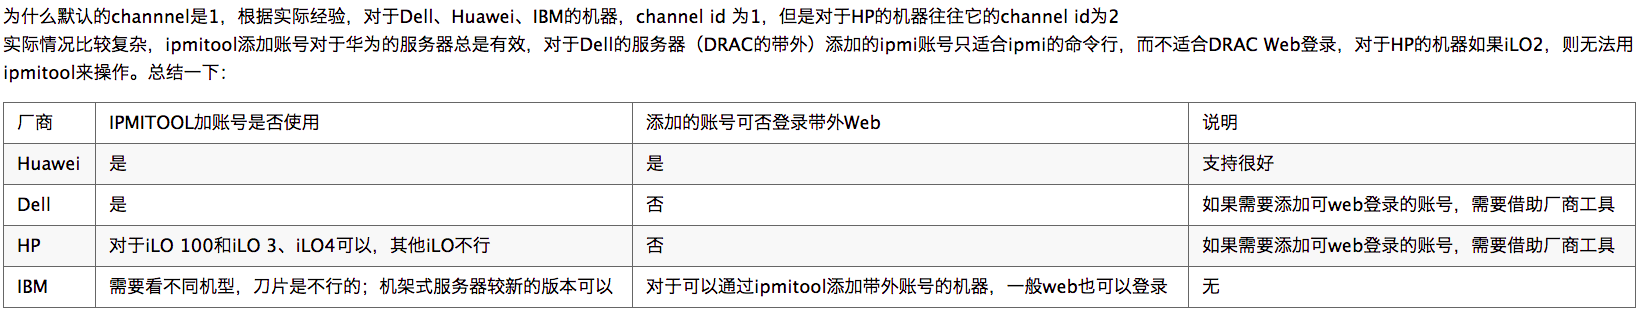 为什么默认的channnel是1，根据实际经验，对于Dell、Huawei、IBM的机器，channel id 为1，但是对于HP的机器往往它的channel id为2
实际情况比较复杂，ipmitool添加账号对于华为的服务器总是有效，对于Dell的服务器（DRAC的带外）添加的ipmi账号只适合ipmi的命令行，而不适合DRAC Web登录，对于HP的机器如果iLO2，则无法用
ipmitool来操作。总结一下：
厂商 IPMITOOL加账号是否使用 添加的账号可否登录带外Web 说明
Huawei 是 是 支持很好
Dell 是 否 如果需要添加可web登录的账号，需要借助厂商工具
HP 对于iLO 100和iLO 3、iLO4可以，其他iLO不行 否 如果需要添加可web登录的账号，需要借助厂商工具
IBM 需要看不同机型，刀片是不行的；机架式服务器较新的版本可以 对于可以通过ipmitool添加带外账号的机器，一般web也可以登录 无